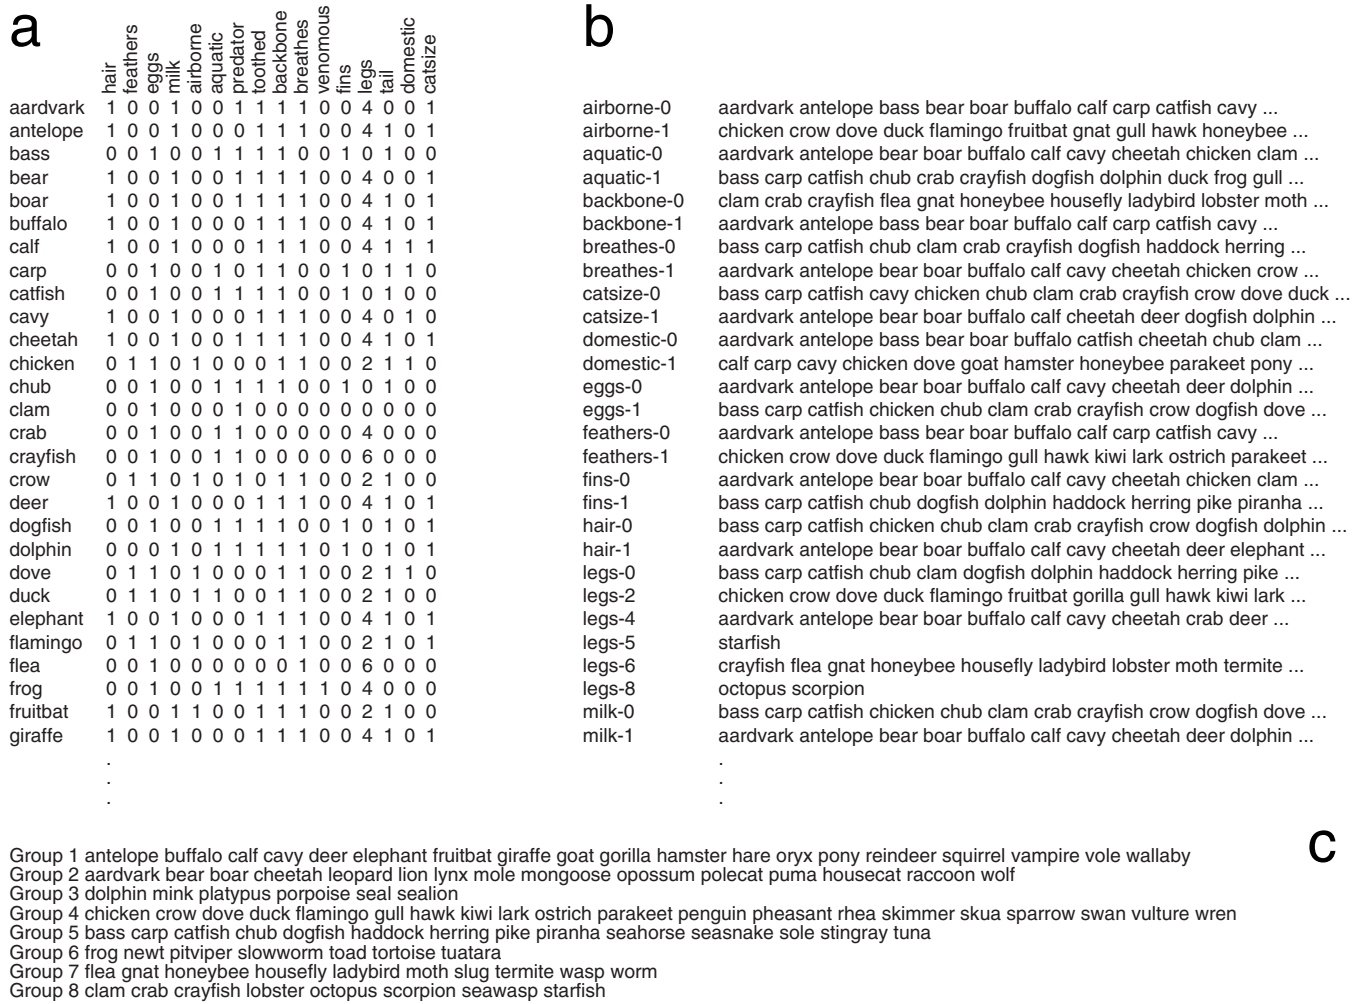 a
hair
feathers
eggs
milk
airborne
aquatic
predator
toothed
backbone
breathes
venomous
fins
legs
tail
domestic
catsize
aardvark 1 0 0 1 0 0 1 1 1 1 0 0 4 0 0 1
antelope 1 0 0 1 0 0 0 1 1 1 0 0 4 1 0 1
bass 0 0 1 0 0 1 1 1 1 0 0 1 0 1 0 0
bear 1 0 0 1 0 0 1 1 1 1 0 0 4 0 0 1
boar 1 0 0 1 0 0 1 1 1 1 0 0 4 1 0 1
buffalo 1 0 0 1 0 0 0 1 1 1 0 0 4 1 0 1
calf 1 0 0 1 0 0 0 1 1 1 0 0 4 1 1 1
carp 0 0 1 0 0 1 0 1 1 0 0 1 0 1 1 0
catfish 0 0 1 0 0 1 1 1 1 0 0 1 0 1 0 0
cavy 1 0 0 1 0 0 0 1 1 1 0 0 4 0 1 0
cheetah 1 0 0 1 0 0 1 1 1 1 0 0 4 1 0 1
chicken 0 1 1 0 1 0 0 0 1 1 0 0 2 1 1 0
chub 0 0 1 0 0 1 1 1 1 0 0 1 0 1 0 0
clam 0 0 1 0 0 0 1 0 0 0 0 0 0 0 0 0
crab 0 0 1 0 0 1 1 0 0 0 0 0 4 0 0 0
crayfish 0 0 1 0 0 1 1 0 0 0 0 0 6 0 0 0
crow 0 1 1 0 1 0 1 0 1 1 0 0 2 1 0 0
deer 1 0 0 1 0 0 0 1 1 1 0 0 4 1 0 1
dogfish 0 0 1 0 0 1 1 1 1 0 0 1 0 1 0 1
dolphin 0 0 0 1 0 1 1 1 1 1 0 1 0 1 0 1
dove 0 1 1 0 1 0 0 0 1 1 0 0 2 1 1 0
duck 0 1 1 0 1 1 0 0 1 1 0 0 2 1 0 0
elephant 1 0 0 1 0 0 0 1 1 1 0 0 4 1 0 1
flamingo 0 1 1 0 1 0 0 0 1 1 0 0 2 1 0 1
flea 0 0 1 0 0 0 0 0 0 1 0 0 6 0 0 0
frog 0 0 1 0 0 1 1 1 1 1 1 0 4 0 0 0
fruitbat 1 0 0 1 1 0 0 1 1 1 0 0 2 1 0 0
giraffe 1 0 0 1 0 0 0 1 1 1 0 0 4 1 0 1
.
.
.
b
airborne-0 aardvark antelope bass bear boar buffalo calf carp catfish cavy ...
airborne-1 chicken crow dove duck flamingo fruitbat gnat gull hawk honeybee ...
aquatic-0 aardvark antelope bear boar buffalo calf cavy cheetah chicken clam ...
aquatic-1 bass carp catfish chub crab crayfish dogfish dolphin duck frog gull ...
backbone-0 clam crab crayfish flea gnat honeybee housefly ladybird lobster moth ...
backbone-1 aardvark antelope bass bear boar buffalo calf carp catfish cavy ...
breathes-0 bass carp catfish chub clam crab crayfish dogfish haddock herring ...
breathes-1 aardvark antelope bear boar buffalo calf cavy cheetah chicken crow ...
catsize-0 bass carp catfish cavy chicken chub clam crab crayfish crow dove duck ...
catsize-1 aardvark antelope bear boar buffalo calf cheetah deer dogfish dolphin ...
domestic-0 aardvark antelope bass bear boar buffalo catfish cheetah chub clam ...
domestic-1 calf carp cavy chicken dove goat hamster honeybee parakeet pony ...
eggs-0 aardvark antelope bear boar buffalo calf cavy cheetah deer dolphin ...
eggs-1 bass carp catfish chicken chub clam crab crayfish crow dogfish dove ...
feathers-0 aardvark antelope bass bear boar buffalo calf carp catfish cavy ...
feathers-1 chicken crow dove duck flamingo gull hawk kiwi lark ostrich parakeet ...
fins-0 aardvark antelope bear boar buffalo calf cavy cheetah chicken clam ...
fins-1 bass carp catfish chub dogfish dolphin haddock herring pike piranha ...
hair-0 bass carp catfish chicken chub clam crab crayfish crow dogfish dolphin ...
hair-1 aardvark antelope bear boar buffalo calf cavy cheetah deer elephant ...
legs-0 bass carp catfish chub clam dogfish dolphin haddock herring pike ...
legs-2 chicken crow dove duck flamingo fruitbat gorilla gull hawk kiwi lark ...
legs-4 aardvark antelope bear boar buffalo calf cavy cheetah crab deer ...
legs-5 starfish
legs-6 crayfish flea gnat honeybee housefly ladybird lobster moth termite ...
legs-8 octopus scorpion
milk-0 bass carp catfish chicken chub clam crab crayfish crow dogfish dove ...
milk-1 aardvark antelope bear boar buffalo calf cavy cheetah deer dolphin ...
.
.
.
c
Group 1 antelope buffalo calf cavy deer elephant fruitbat giraffe goat gorilla hamster hare oryx pony reindeer squirrel vampire vole wallaby
Group 2 aardvark bear boar cheetah leopard lion lynx mole mongoose opossum polecat puma housecat raccoon wolf
Group 3 dolphin mink platypus porpoise seal sealion
Group 4 chicken crow dove duck flamingo gull hawk kiwi lark ostrich parakeet penguin pheasant rhea skimmer skua sparrow swan vulture wren
Group 5 bass carp catfish chub dogfish haddock herring pike piranha seahorse seasnake sole stingray tuna
Group 6 frog newt pitviper slowworm toad tortoise tuatara
Group 7 flea gnat honeybee housefly ladybird moth slug termite wasp worm
Group 8 clam crab crayfish lobster octopus scorpion seawasp starfish